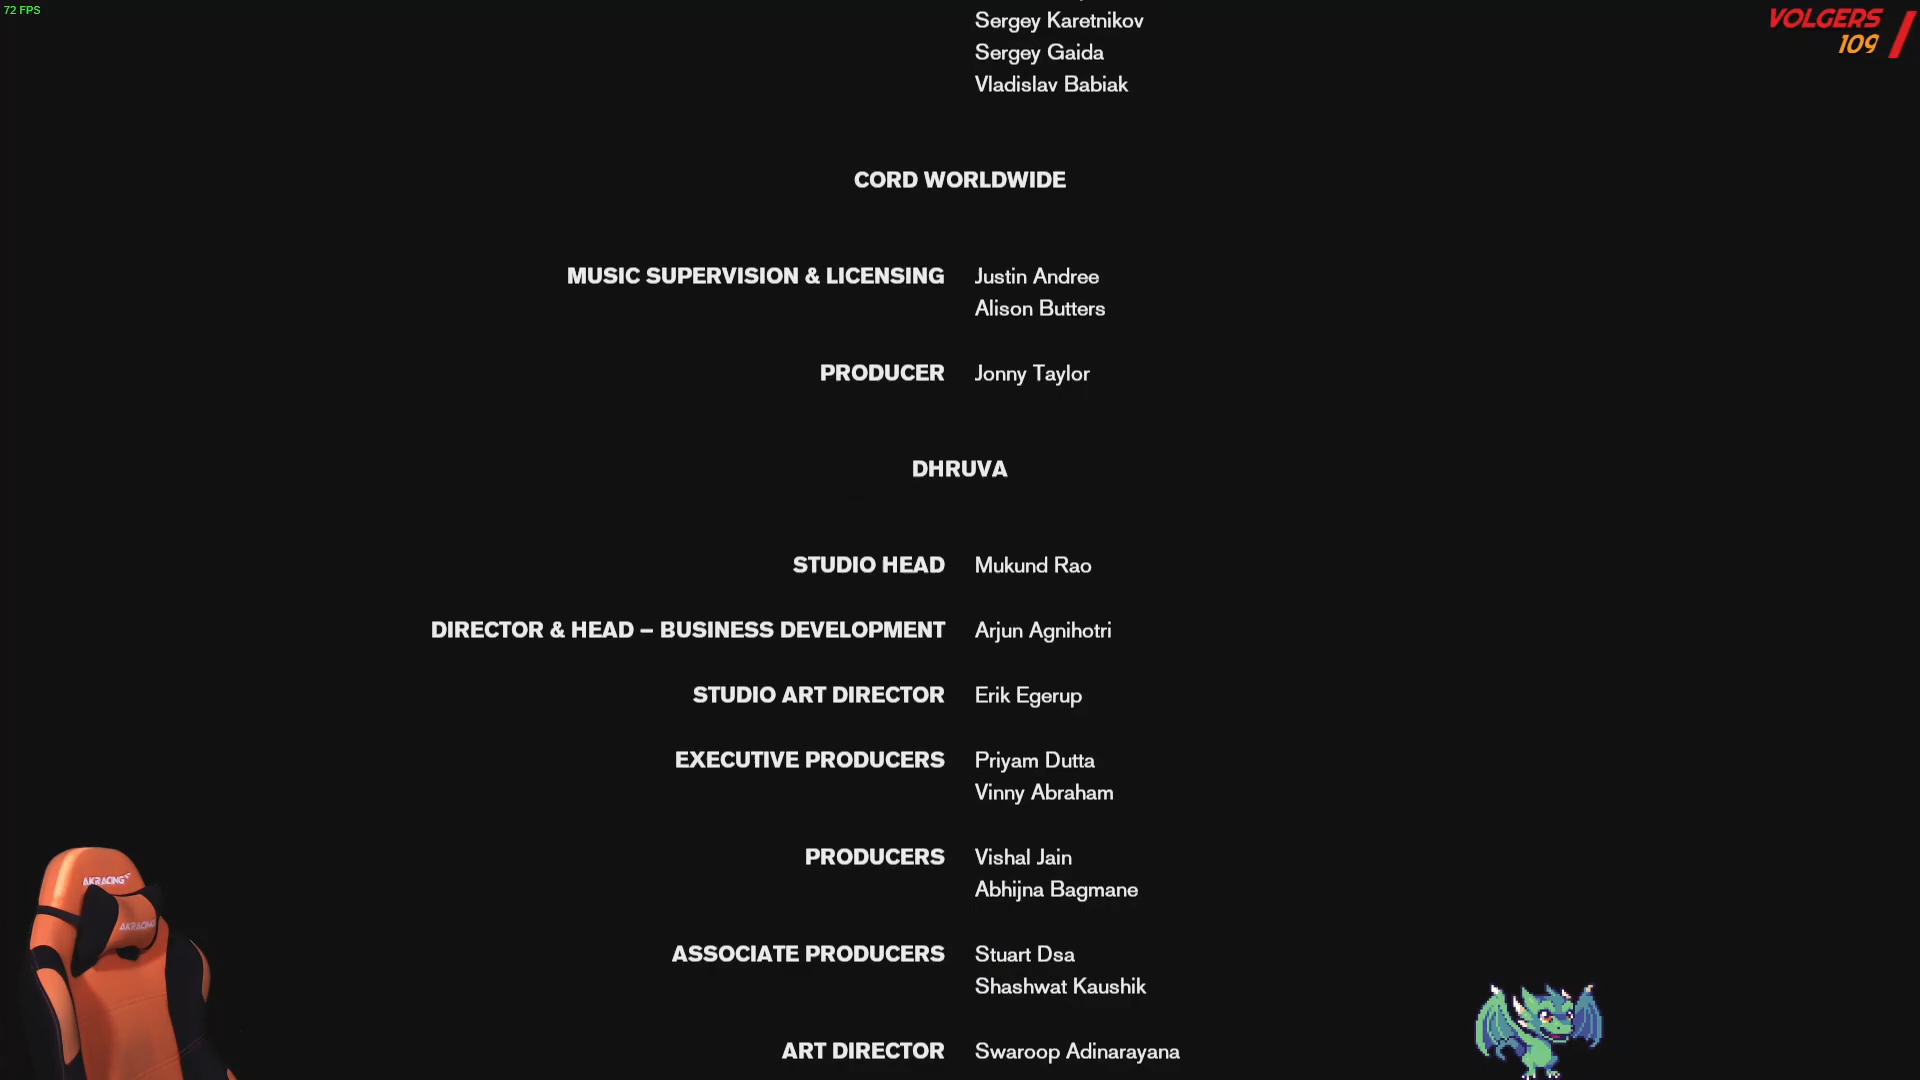 72 FPS
VOLGERS
109
Sergey Karetnikov
Sergey Gaida
Vladislav Babiak
CORD WORLDWIDE
MUSIC SUPERVISION & LICENSING Justin Andree
Alison Butters
PRODUCER Jonny Taylor
DHRUVA
STUDIO HEAD Mukund Rao
DIRECTOR & HEAD – BUSINESS DEVELOPMENT Arjun Agnihotri
STUDIO ART DIRECTOR Erik Egerup
EXECUTIVE PRODUCERS Priyam Dutta
Vinny Abraham
PRODUCERS Vishal Jain
Abhijna Bagmane
ASSOCIATE PRODUCERS Stuart Dsa
Shashwat Kaushik
ART DIRECTOR Swaroop Adinarayana
AKRACING
AKRACING